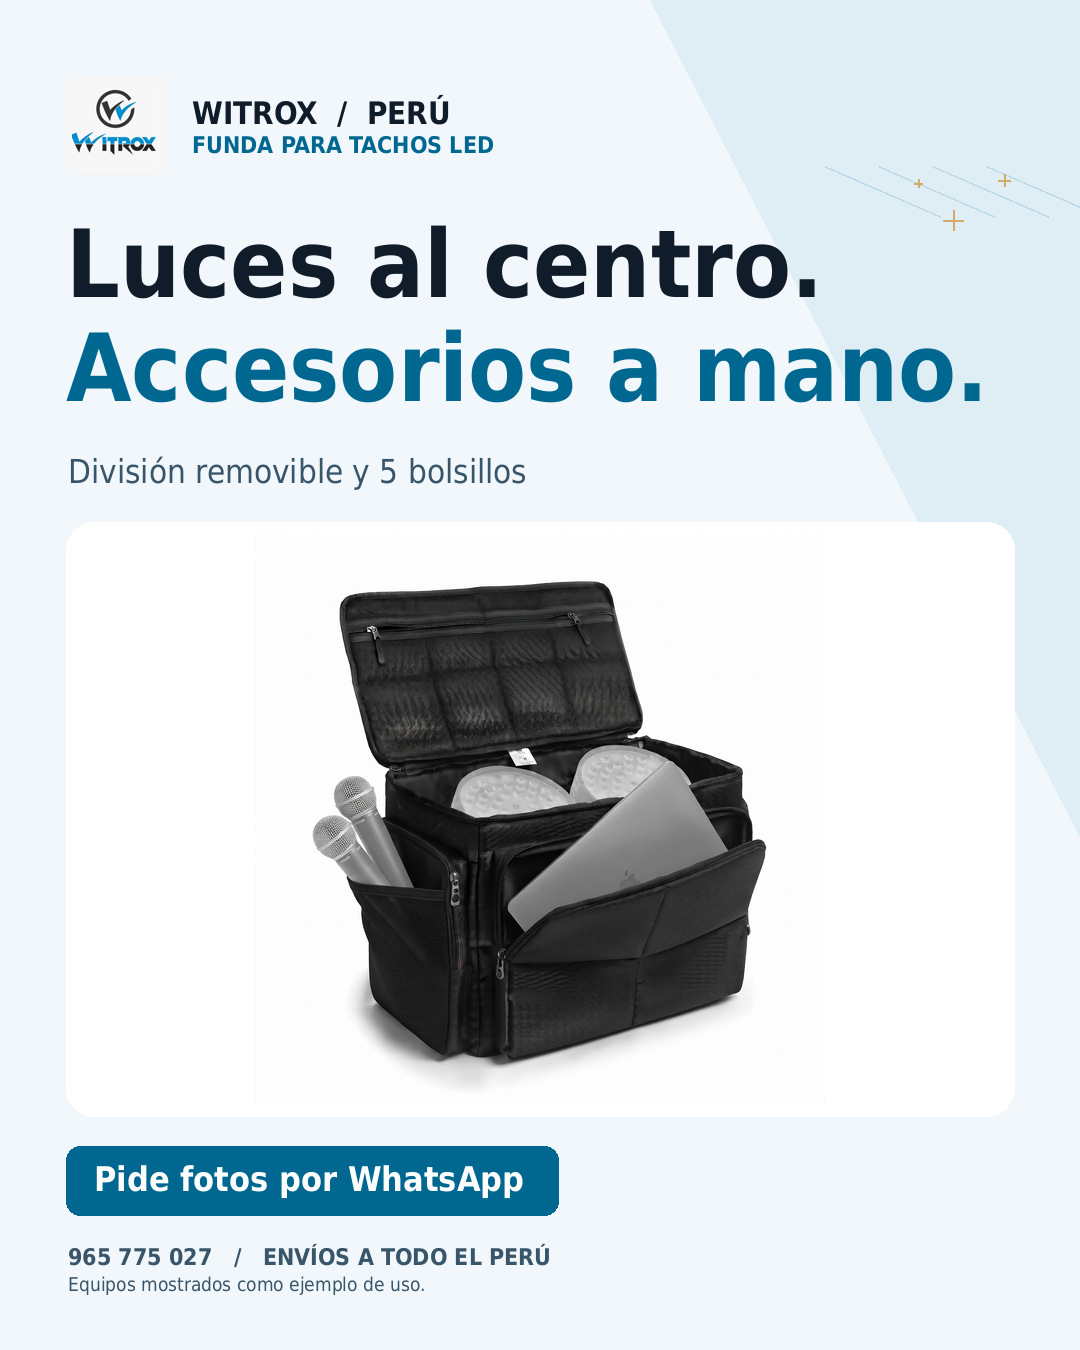 WITROX
WITROX / PERÚ
FUNDA PARA TACHOS LED
Luces al centro.
Accesorios a mano.
División removible y 5 bolsillos
Pide fotos por WhatsApp
965 775 027 / ENVÍOS A TODO EL PERÚ
Equipos mostrados como ejemplo de uso.